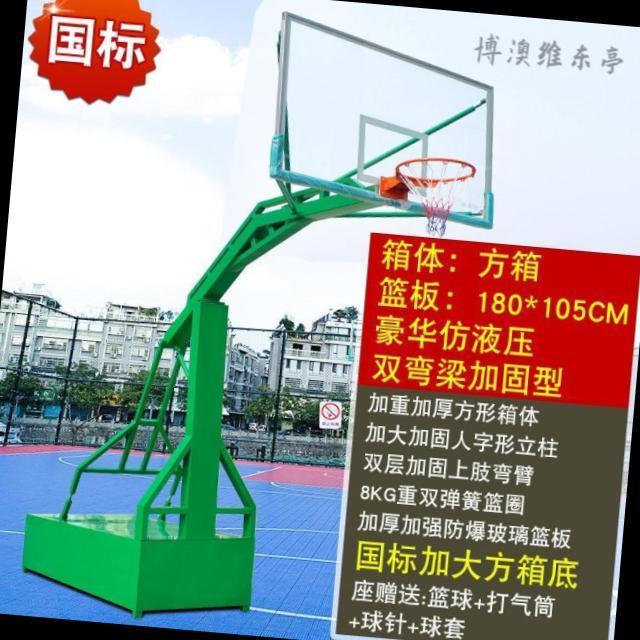 国标
博澳维东亭
箱体：方箱
篮板：180*105CM
豪华仿液压
双弯梁加固型
加重加厚方形箱体
加大加固人字形立柱
双层加固上肢弯臂
8KG重双弹簧篮圈
加厚加强防爆玻璃篮板
国标加大方箱底
座赠送:篮球+打气筒
+球针+球套